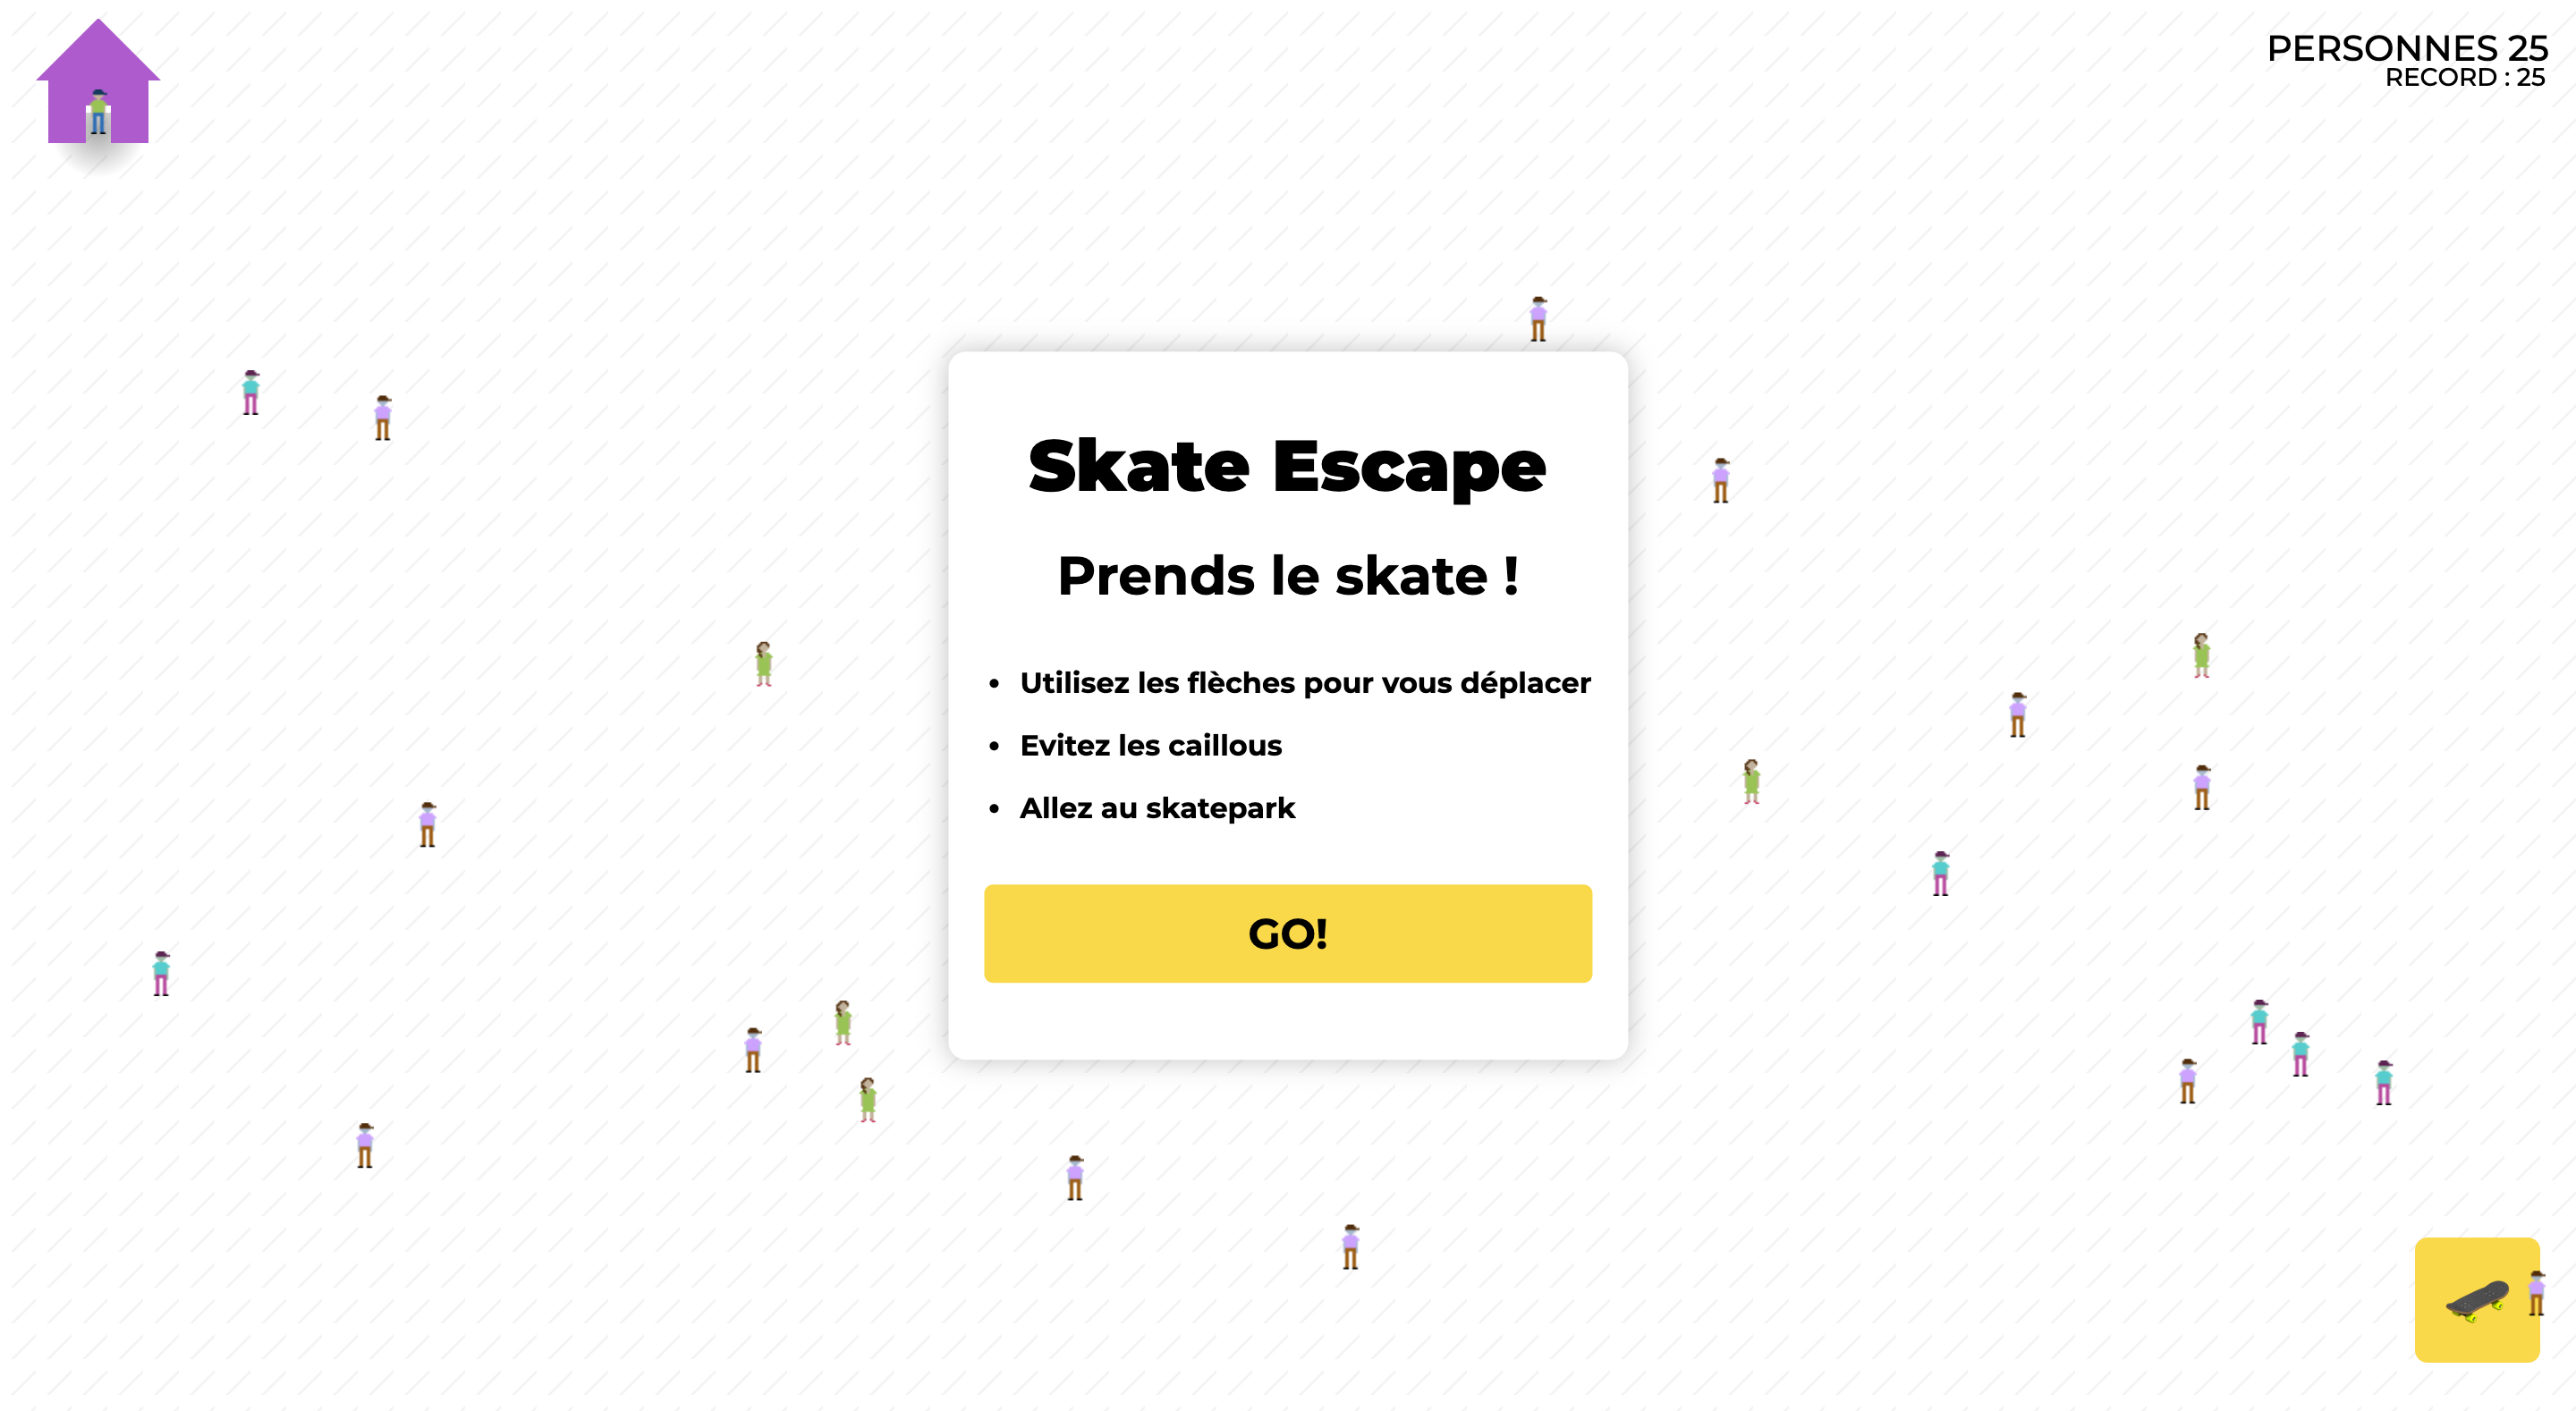 PERSONNES 25
RECORD : 25
Skate Escape
Prends le skate !
• Utilisez les flèches pour vous déplacer
• Evitez les caillous
• Allez au skatepark
GO!